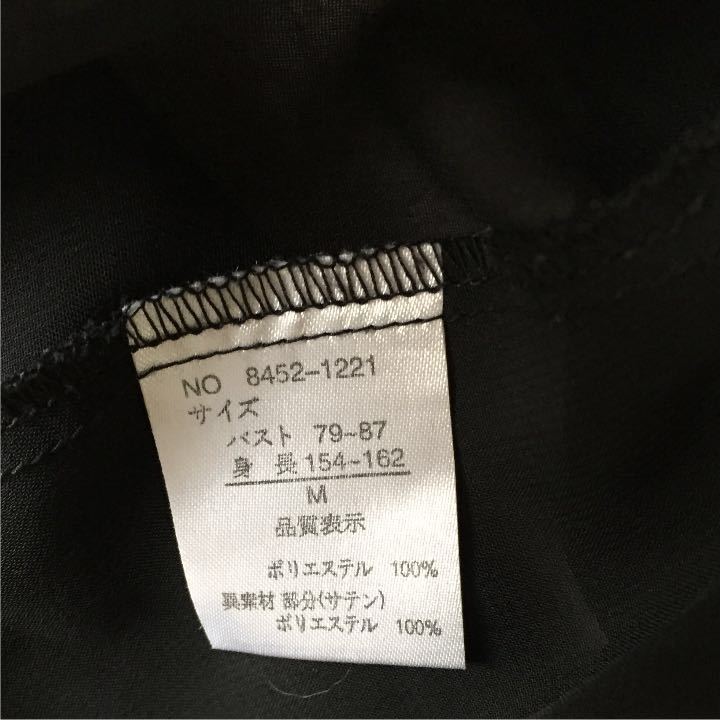 NO 8452-1221
サイズ
バスト 79~87
身長 154~162
M
品質表示
ポリエステル 100%
異素材 部分(サテン)
ポリエステル 100%